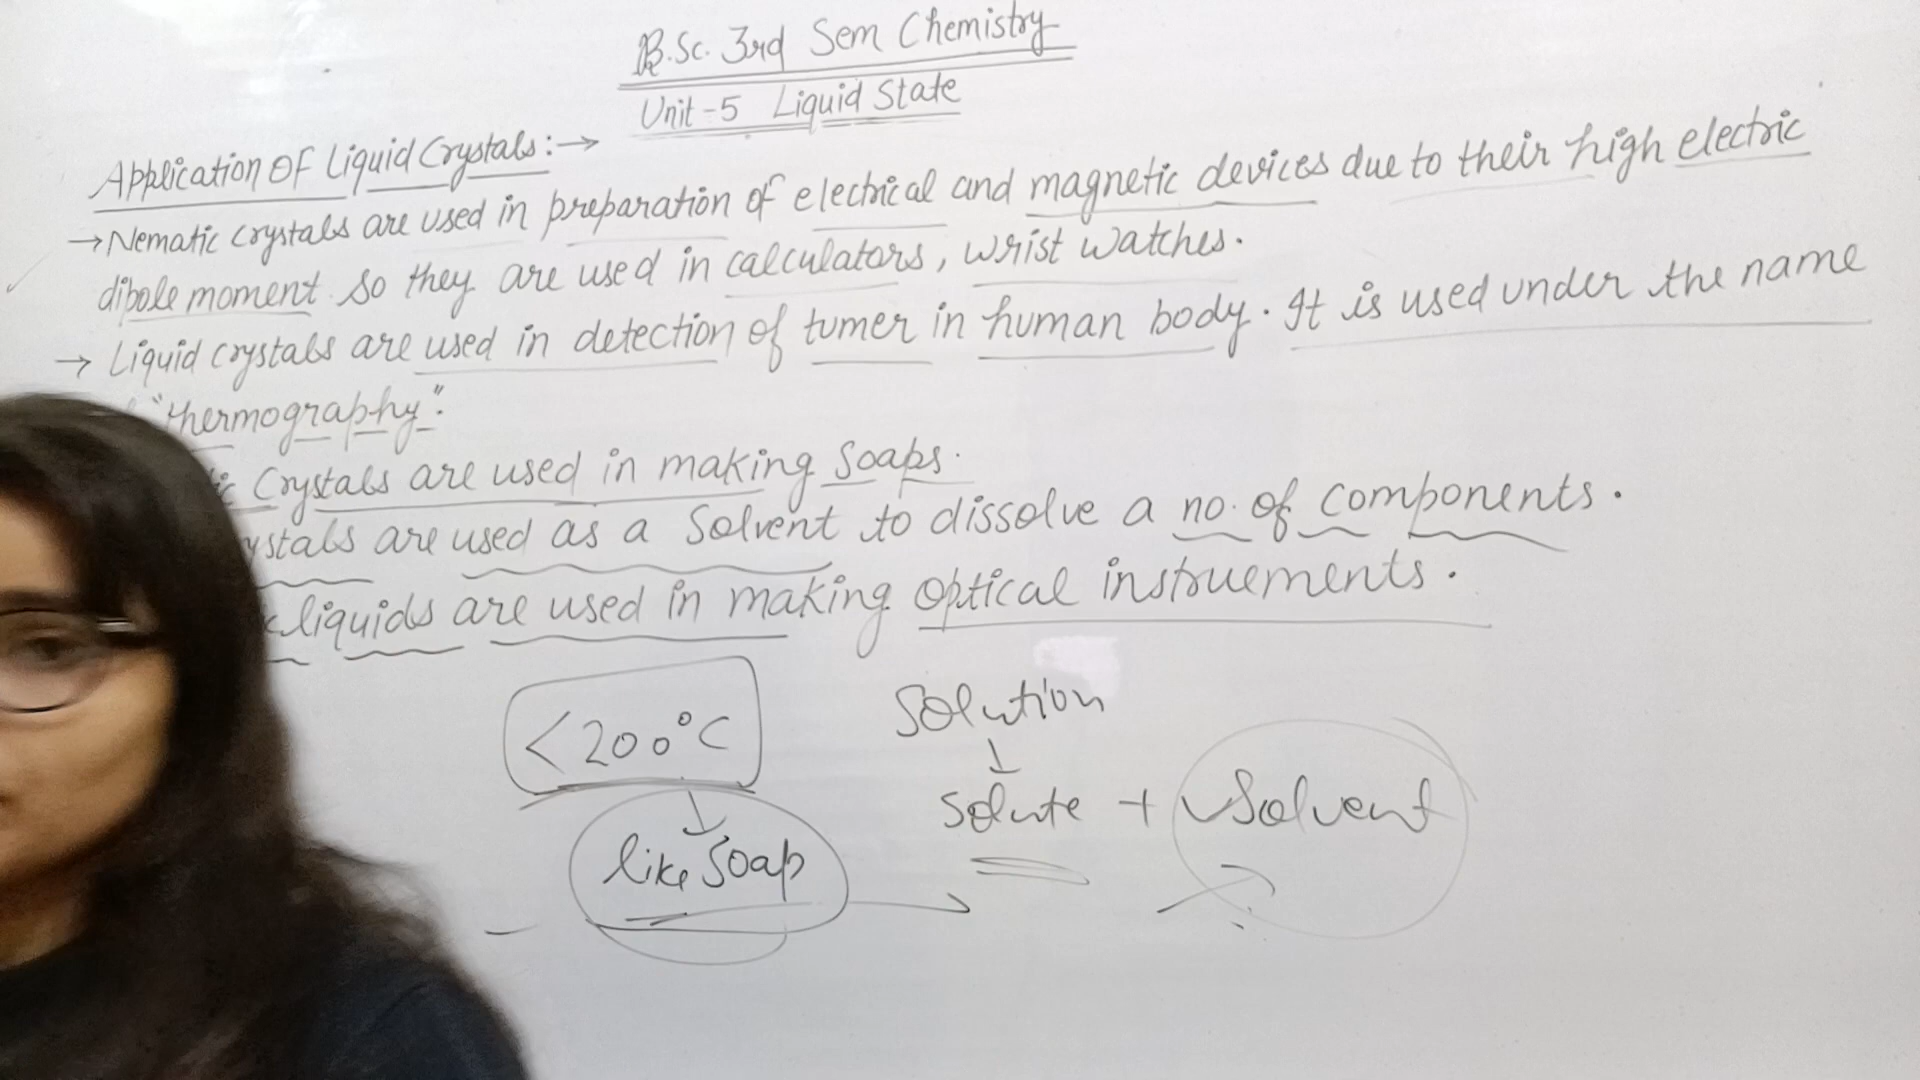 B.Sc. 3rd Sem Chemistry
Unit-5 Liquid State
Application OF Liquid Crystals:→
→ Nematic crystals are used in preparation of electrical and magnetic devices due to their high electric
dipole moment so they are used in calculators, wrist watches.
→ Liquid crystals are used in detection of tumer in human body. It is used under the name
"thermography".
Crystals are used in making Soaps.
ystals are used as a Solvent to dissolve a no. of components.
liquids are used in making optical instruements.
<200°C
Solution
↓
Solute + Solvent
↓
like Soap